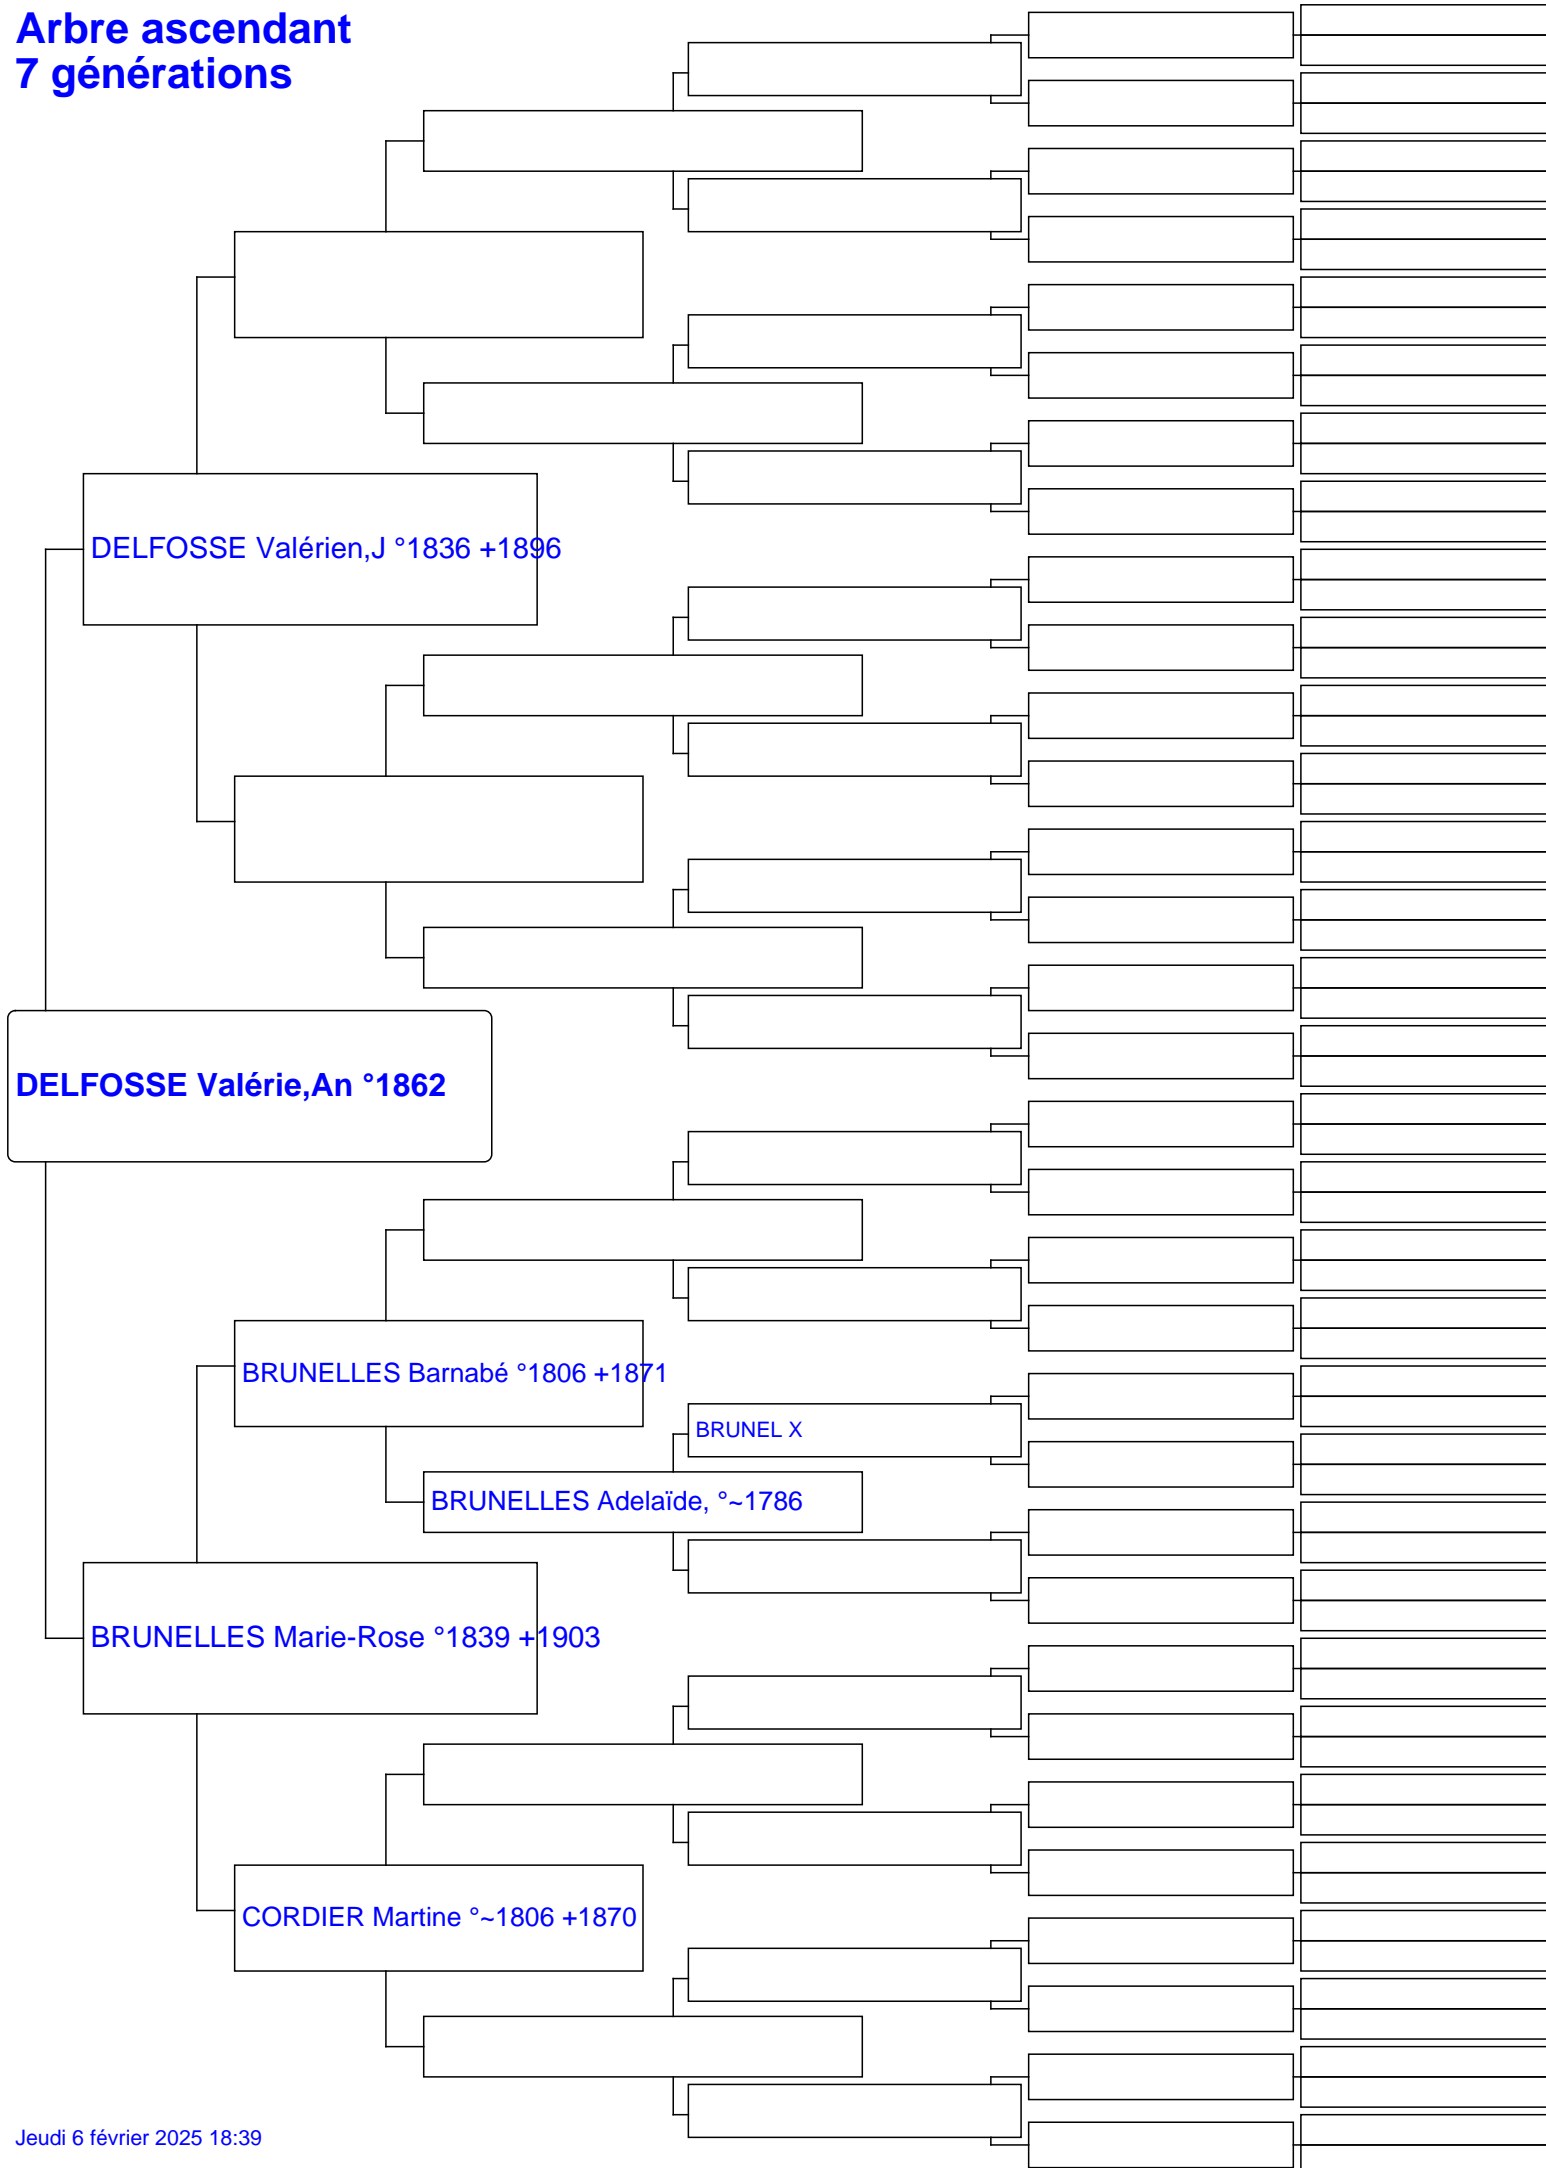 Arbre ascendant
7 générations
DELFOSSE Valérien,J °1836 +1896
DELFOSSE Valérie,An °1862
BRUNELLES Barnabé °1806 +1871
BRUNEL X
BRUNELLES Adelaïde, °~1786
BRUNELLES Marie-Rose °1839 +1903
CORDIER Martine °~1806 +1870
Jeudi 6 février 2025 18:39